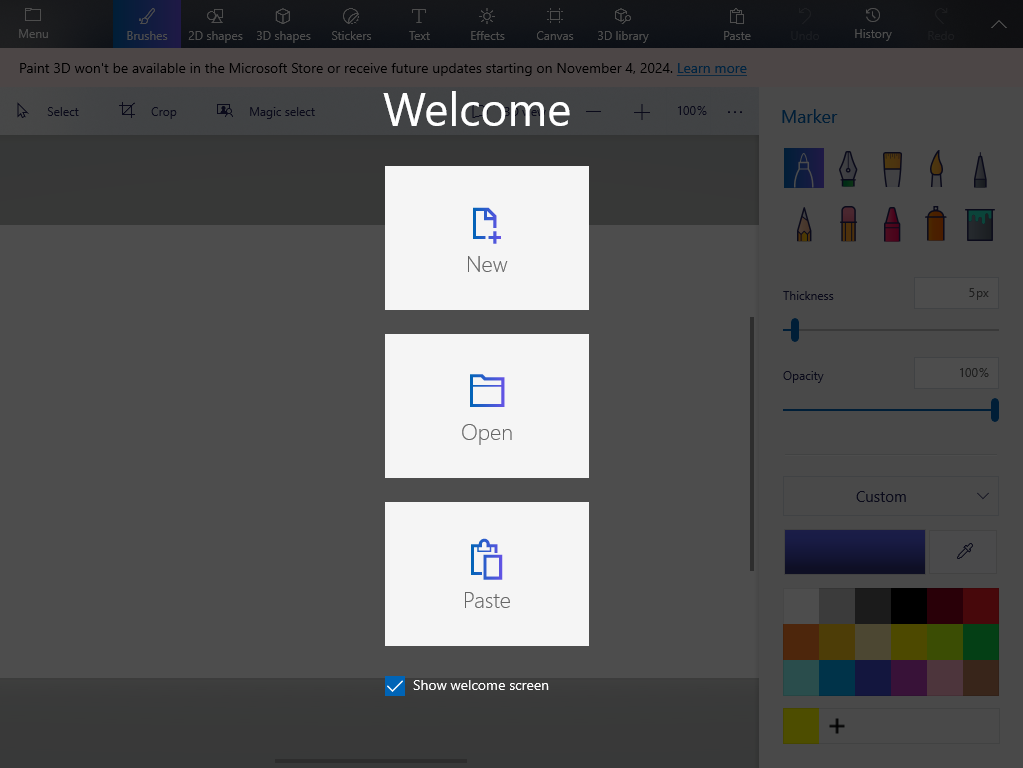 Menu
Brushes
2D shapes
3D shapes
Stickers
Text
Effects
Canvas
3D library
Paste
Undo
History
Redo
Paint 3D won't be available in the Microsoft Store or receive future updates starting on November 4, 2024. Learn more
Select
Crop
Magic select
100%
Welcome
New
Open
Paste
Show welcome screen
Marker
Thickness
5px
Opacity
100%
Custom